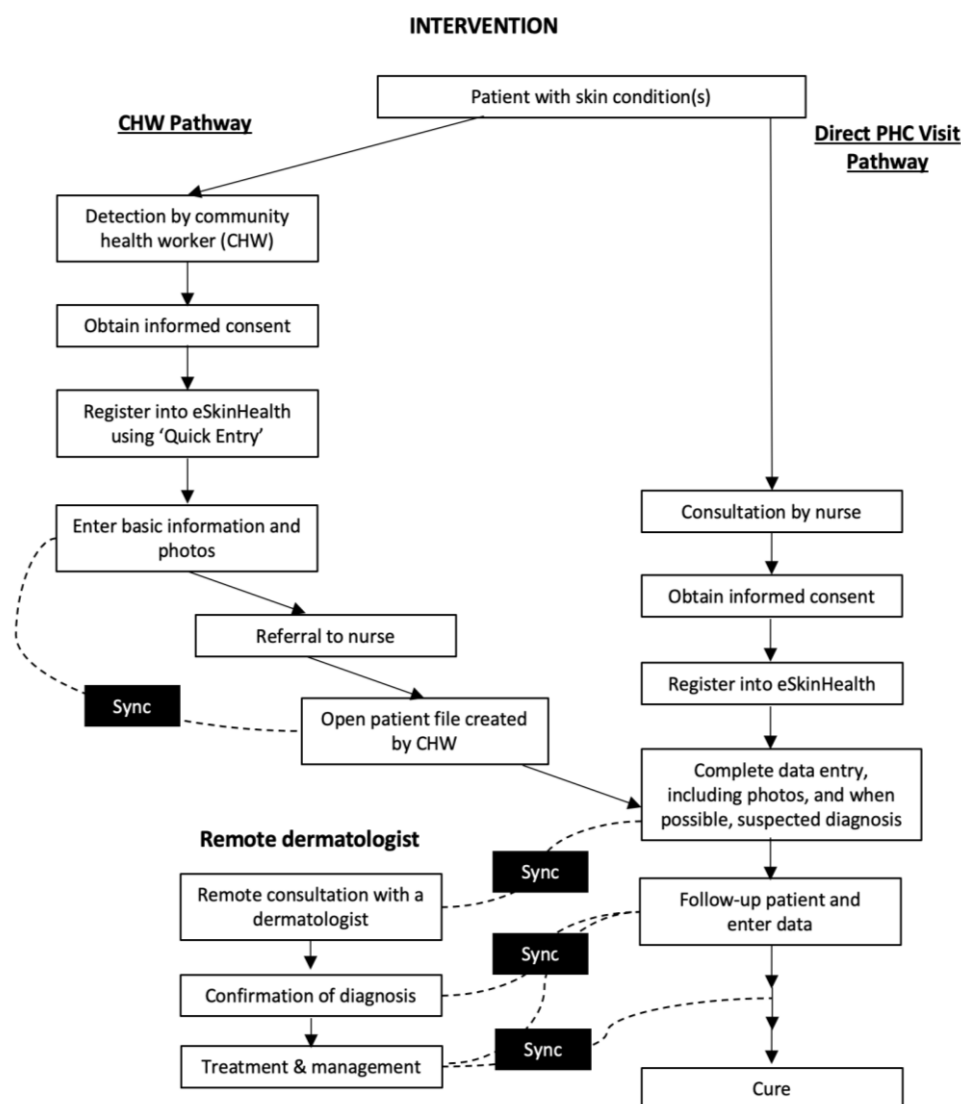 INTERVENTION
Patient with skin condition(s)
CHW Pathway
Direct PHC Visit
Pathway
Detection by community
health worker (CHW)
Obtain informed consent
Register into eSkinHealth
using ‘Quick Entry’
Enter basic information and
photos
Referral to nurse
Sync
Open patient file created
by CHW
Consultation by nurse
Obtain informed consent
Register into eSkinHealth
Complete data entry,
including photos, and when
possible, suspected diagnosis
Remote dermatologist
Sync
Remote consultation with a
dermatologist
Follow-up patient and
enter data
Sync
Confirmation of diagnosis
Sync
Treatment & management
Cure